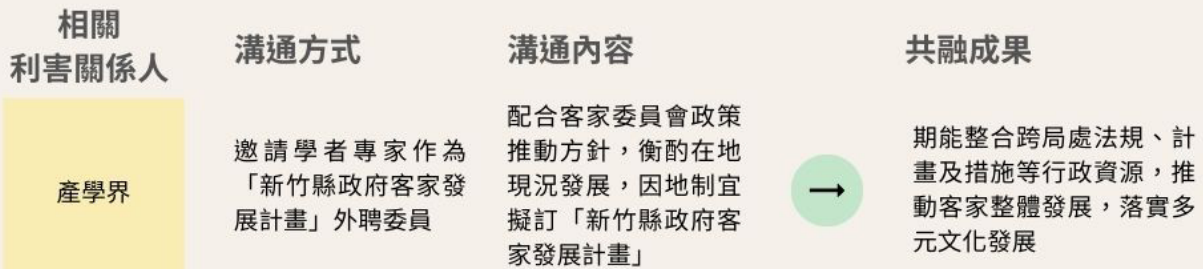 相關
利害關係人
溝通方式
溝通內容
共融成果
產學界
邀請學者專家作為
「新竹縣政府客家發
展計畫」外聘委員
配合客家委員會政策
推動方針，衡酌在地
現況發展，因地制宜
擬訂「新竹縣政府客
家發展計畫」
期能整合跨局處法規、計
畫及措施等行政資源，推
動客家整體發展，落實多
元文化發展